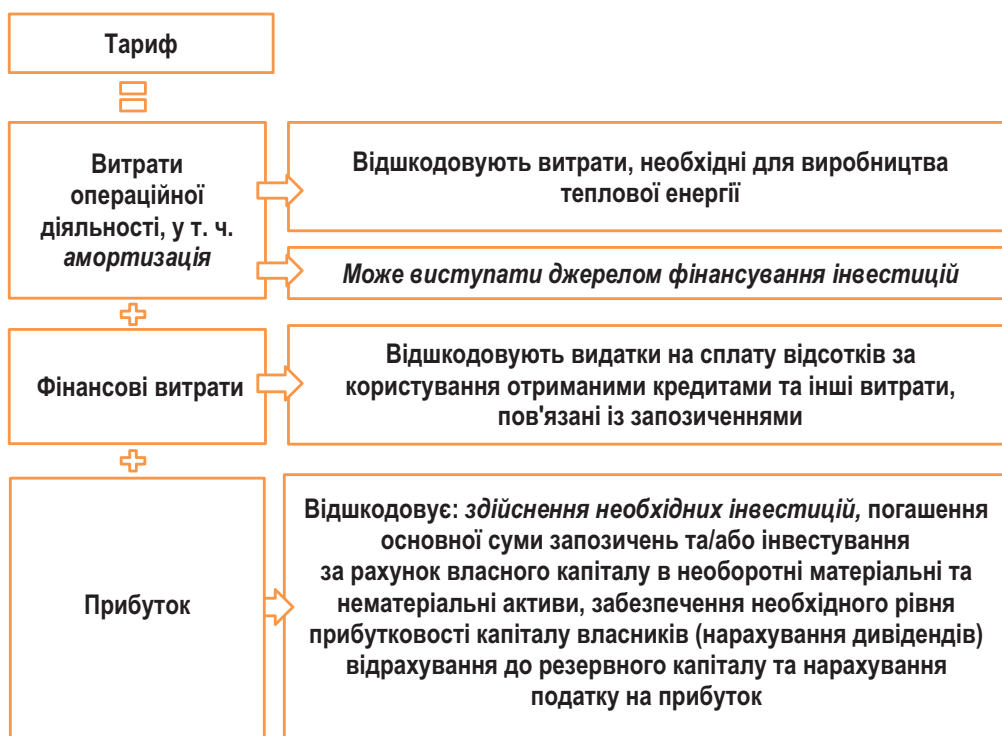 Тариф
Витрати
операційної
діяльності, у т. ч.
амортизація
Відшкодовують витрати, необхідні для виробництва
теплової енергії
Може виступати джерелом фінансування інвестицій
Фінансові витрати
Відшкодовують видатки на сплату відсотків за
користування отриманими кредитами та інші витрати,
пов'язані із запозиченнями
Прибуток
Відшкодовує: здійснення необхідних інвестицій, погашення
основної суми запозичень та/або інвестування
за рахунок власного капіталу в необоротні матеріальні та
нематеріальні активи, забезпечення необхідного рівня
прибутковості капіталу власників (нарахування дивідендів)
відрахування до резервного капіталу та нарахування
податку на прибуток